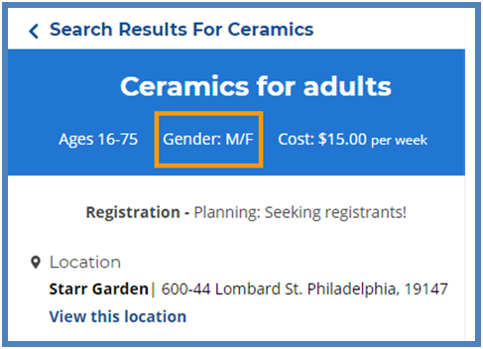 Search Results For Ceramics
Ceramics for adults
Ages 16-75 Gender: M/F Cost: $15.00 per week
Registration - Planning: Seeking registrants!
Location
Starr Garden| 600-44 Lombard St. Philadelphia, 19147
View this location